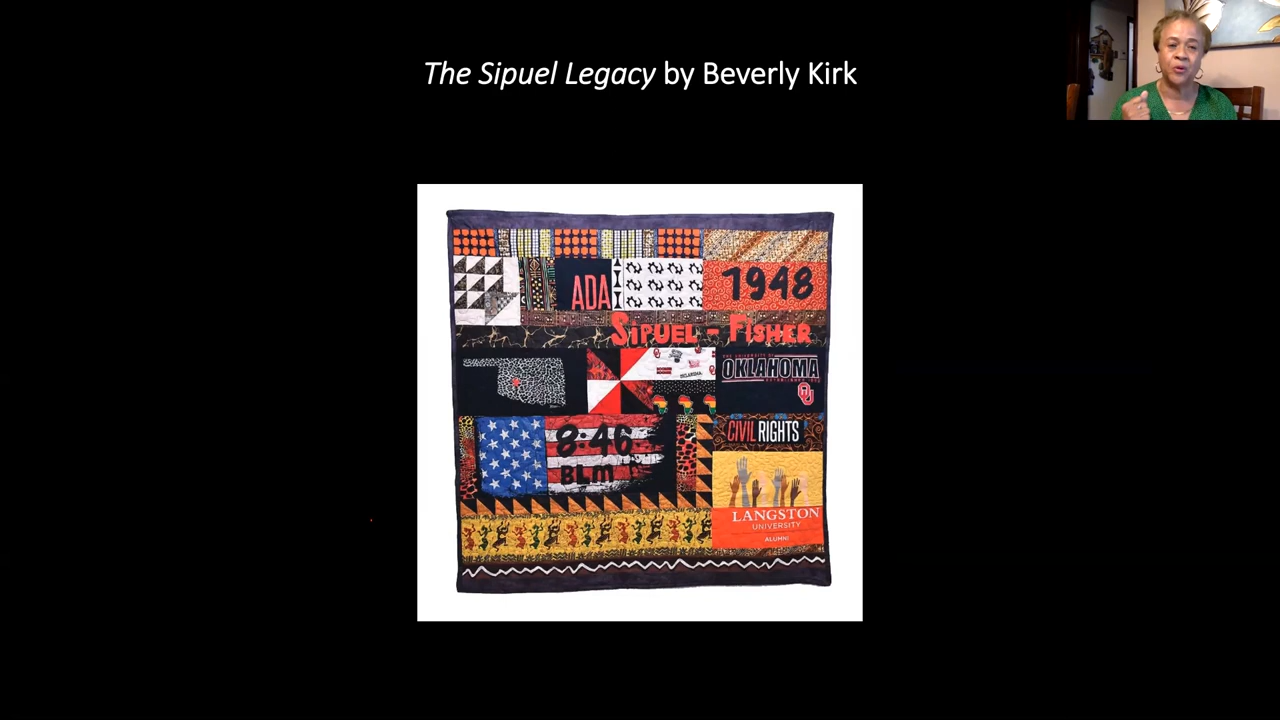 The Sipuel Legacy by Beverly Kirk
ADA
1948
SIPUEL - FISHER
OKLAHOMA
THE UNIVERSITY OF
OKLAHOMA
OU
8:46
BLM
CIVIL RIGHTS
LANGSTON
UNIVERSITY
ALUMNI